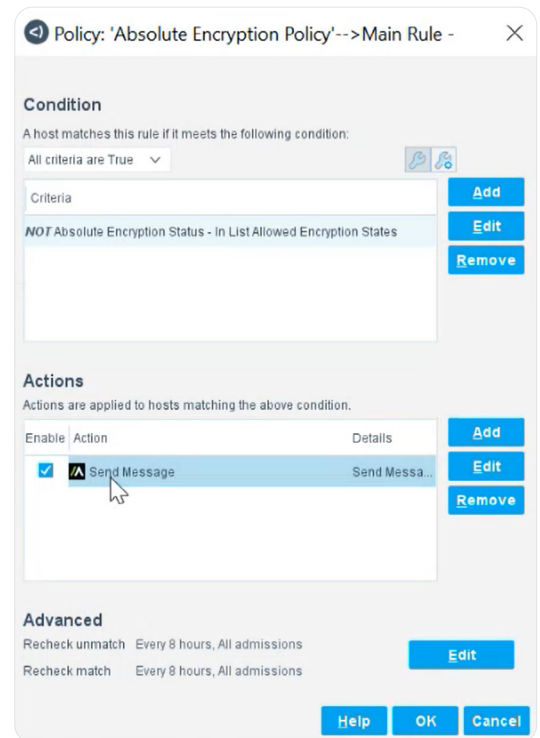 Policy: 'Absolute Encryption Policy'-->Main Rule -
Condition
A host matches this rule if it meets the following condition:
All criteria are True
Criteria
Add
NOT Absolute Encryption Status - In List Allowed Encryption States
Edit
Remove
Actions
Actions are applied to hosts matching the above condition.
Enable Action Details
Add
Send Message Send Messa...
Edit
Remove
Advanced
Recheck unmatch Every 8 hours, All admissions
Edit
Recheck match Every 8 hours, All admissions
Help OK Cancel